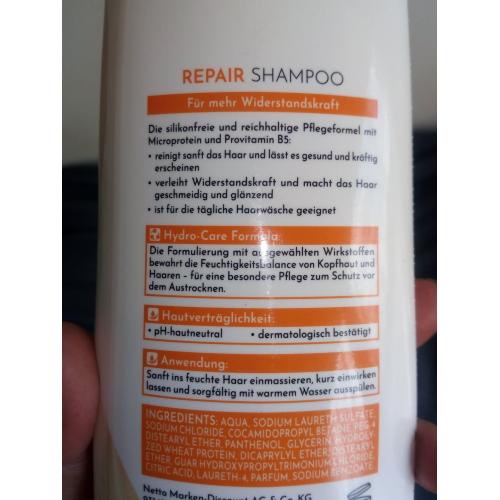 REPAIR SHAMPOO
Für mehr Widerstandskraft
Die silikonfreie und reichhaltige Pflegeformel mit
Microprotein und Provitamin B5:
• reinigt sanft das Haar und lässt es gesund und kräftig
erscheinen
• verleiht Widerstandskraft und macht das Haar
geschmeidig und glänzend
• ist für die tägliche Haarwäsche geeignet
Hydro-Care Formula:
Die Formulierung mit ausgewählten Wirkstoffen
bewahrt die Feuchtigkeitsbalance von Kopfhaut und
Haaren – für eine besondere Pflege zum Schutz vor
dem Austrocknen.
Hautverträglichkeit:
• pH-hautneutral • dermatologisch bestätigt
Anwendung:
Sanft ins feuchte Haar einmassieren, kurz einwirken
lassen und sorgfältig mit warmem Wasser ausspülen.
INGREDIENTS: AQUA, SODIUM LAURETH SULFATE,
SODIUM CHLORIDE, COCAMIDOPROPYL BETAINE, PEG-4
DISTEARYL ETHER, PANTHENOL, GLYCERIN, HYDROLY-
ZED WHEAT PROTEIN, DICAPRYLYL ETHER, DISTEARYL
ETHER, GUAR HYDROXYPROPYLTRIMONIUM CHLORIDE,
CITRIC ACID, LAURETH-4, PARFUM, SODIUM BENZOATE
Netto Marken-Discount AG & Co. KG